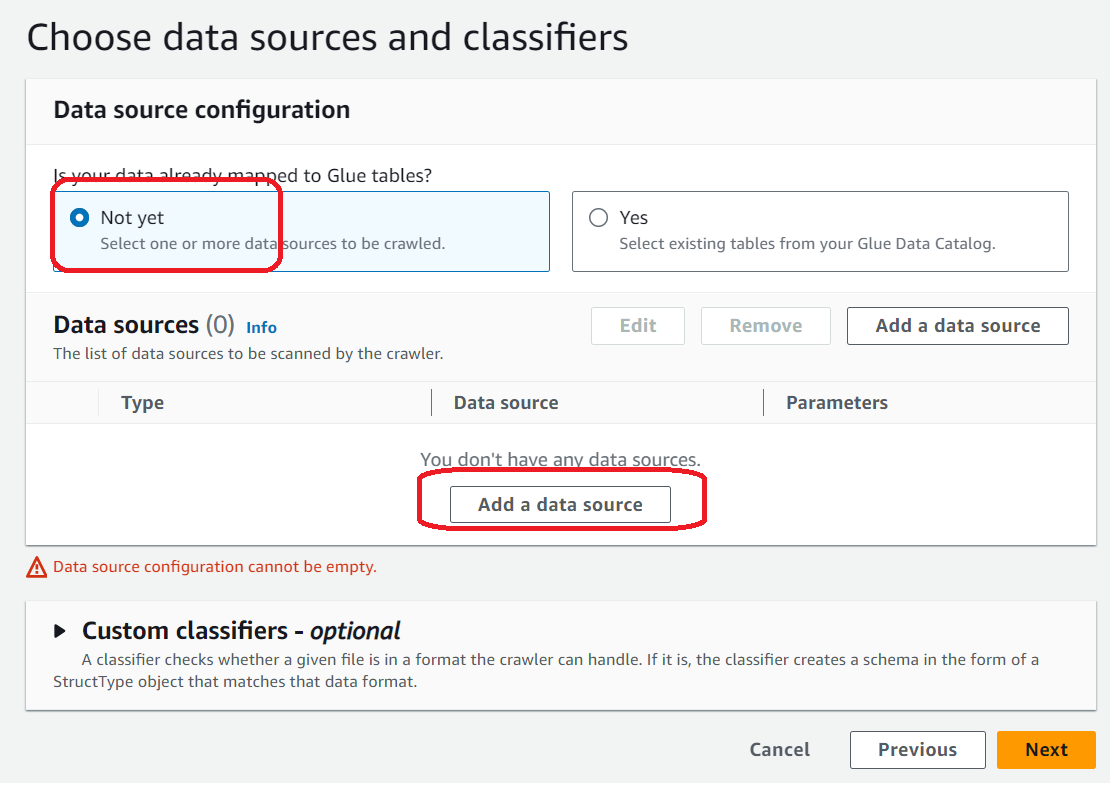 Choose data sources and classifiers
Data source configuration
Is your data already mapped to Glue tables?
Not yet
Select one or more data sources to be crawled.
Yes
Select existing tables from your Glue Data Catalog.
Data sources (0) Info
Edit
Remove
Add a data source
The list of data sources to be scanned by the crawler.
Type
Data source
Parameters
You don't have any data sources.
Add a data source
Data source configuration cannot be empty.
Custom classifiers - optional
A classifier checks whether a given file is in a format the crawler can handle. If it is, the classifier creates a schema in the form of a
StructType object that matches that data format.
Cancel
Previous
Next